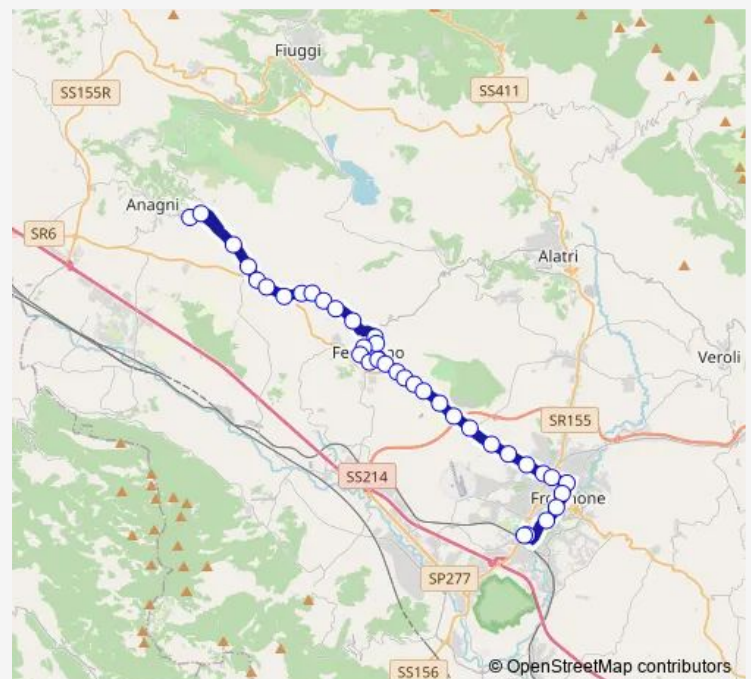 Fiuggi
SS155R
SS411
Anagni
SR6
Alatri
Veroli
SR155
SS214
SP277
SS156
© OpenStreetMap contributors